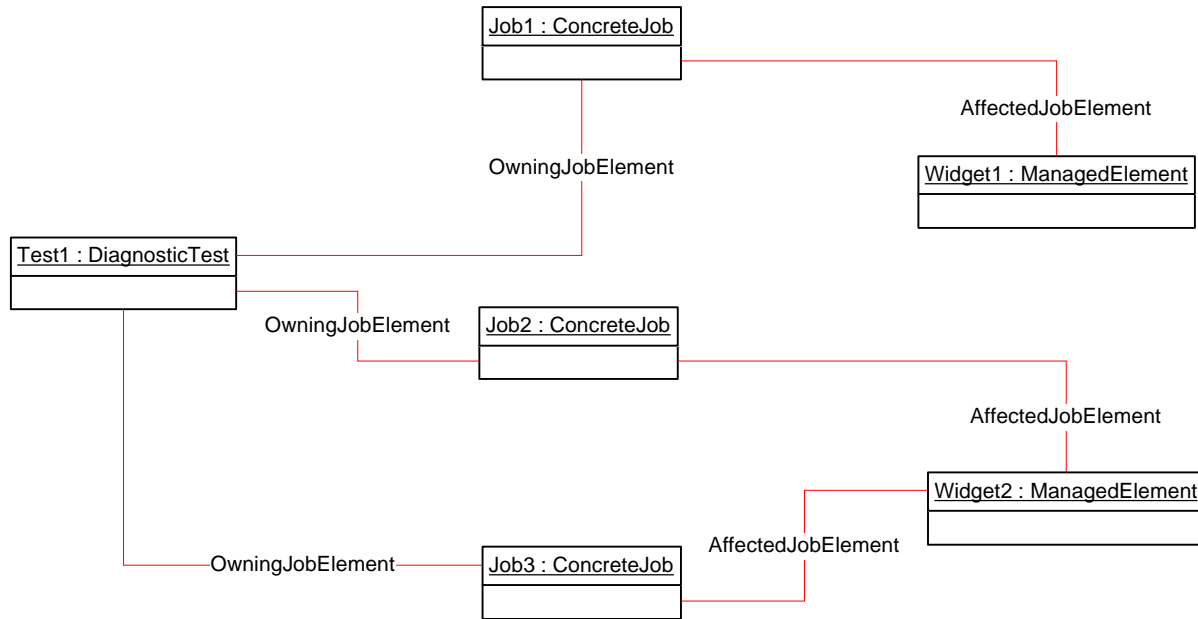 Job1 : ConcreteJob
AffectedJobElement
OwningJobElement
Widget1 : ManagedElement
Test1 : DiagnosticTest
OwningJobElement
Job2 : ConcreteJob
AffectedJobElement
Widget2 : ManagedElement
AffectedJobElement
OwningJobElement
Job3 : ConcreteJob